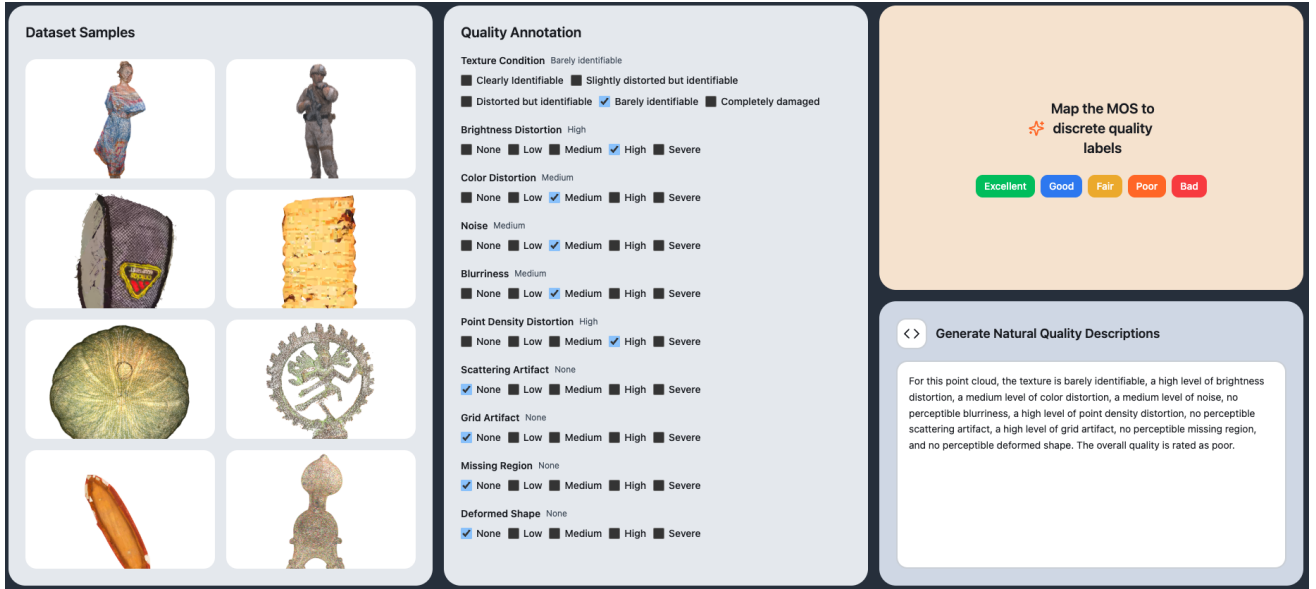 Dataset Samples
Quality Annotation
Texture Condition Barely identifiable
Clearly Identifiable Slightly distorted but identifiable
Distorted but identifiable Barely identifiable Completely damaged
Brightness Distortion High
None Low Medium High Severe
Color Distortion Medium
None Low Medium High Severe
Noise Medium
None Low Medium High Severe
Blurriness Medium
None Low Medium High Severe
Point Density Distortion High
None Low Medium High Severe
Scattering Artifact None
None Low Medium High Severe
Grid Artifact None
None Low Medium High Severe
Missing Region None
None Low Medium High Severe
Deformed Shape None
None Low Medium High Severe
Map the MOS to
discrete quality
labels
Excellent Good Fair Poor Bad
Generate Natural Quality Descriptions
For this point cloud, the texture is barely identifiable, a high level of brightness
distortion, a medium level of color distortion, a medium level of noise, no
perceptible blurriness, a high level of point density distortion, no perceptible
scattering artifact, a high level of grid artifact, no perceptible missing region,
and no perceptible deformed shape. The overall quality is rated as poor.